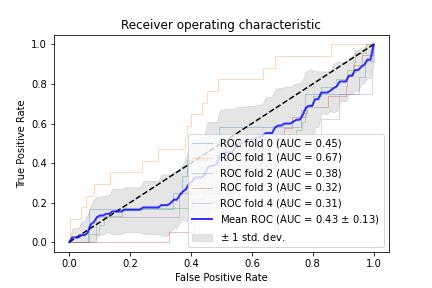 Receiver operating characteristic
1.0
0.8
0.6
0.4
0.2
0.0
True Positive Rate
ROC fold 0 (AUC = 0.45)
ROC fold 1 (AUC = 0.67)
ROC fold 2 (AUC = 0.38)
ROC fold 3 (AUC = 0.32)
ROC fold 4 (AUC = 0.31)
Mean ROC (AUC = 0.43 ± 0.13)
± 1 std. dev.
0.0 0.2 0.4 0.6 0.8 1.0
False Positive Rate